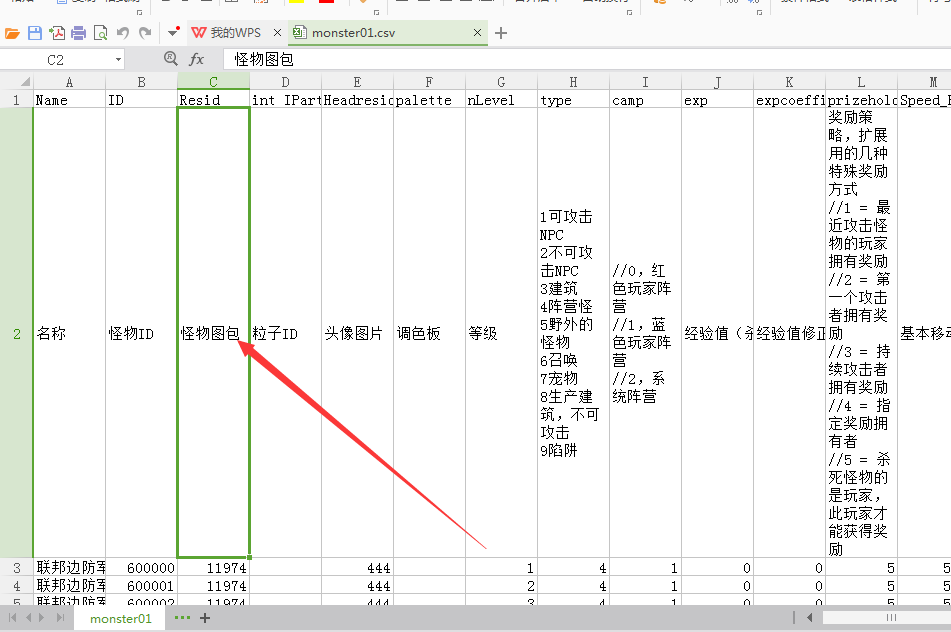 我的WPS
monster01.csv
C2
fx
怪物图包
A B C D E F G H I J K L M
1 Name ID Resid int IPart Headresid palette nLevel type camp exp expcoeffi prizehold Speed_
2 名称 怪物ID 怪物图包 粒子ID 头像图片 调色板 等级
1可攻击
NPC
2不可攻
击NPC
3建筑
4阵营怪
5野外的
怪物
6召唤
7宠物
8生产建
筑,不可
攻击
9陷阱
//0,红
色玩家阵
营
//1,蓝
色玩家阵
营
//2,系
统阵营
经验值(杀
经验值修正
奖励策
略,扩展
用的几种
特殊奖励
方式
//1 = 最
近攻击怪
物的玩家
拥有奖励
//2 = 第
一个攻击
者拥有奖
励
//3 = 持
续攻击者
拥有奖励
//4 = 指
定奖励拥
有者
//5 = 杀
死怪物的
是玩家,
此玩家才
能获得奖
励
基本移动
3 联邦边防军 600000 11974 444 1 4 1 0 0 5 5
4 联邦边防军 600001 11974 444 2 4 1 0 0 5 5
5 联邦边防军 600002 11974 444 3 4 1 0 0 5 5
monster01